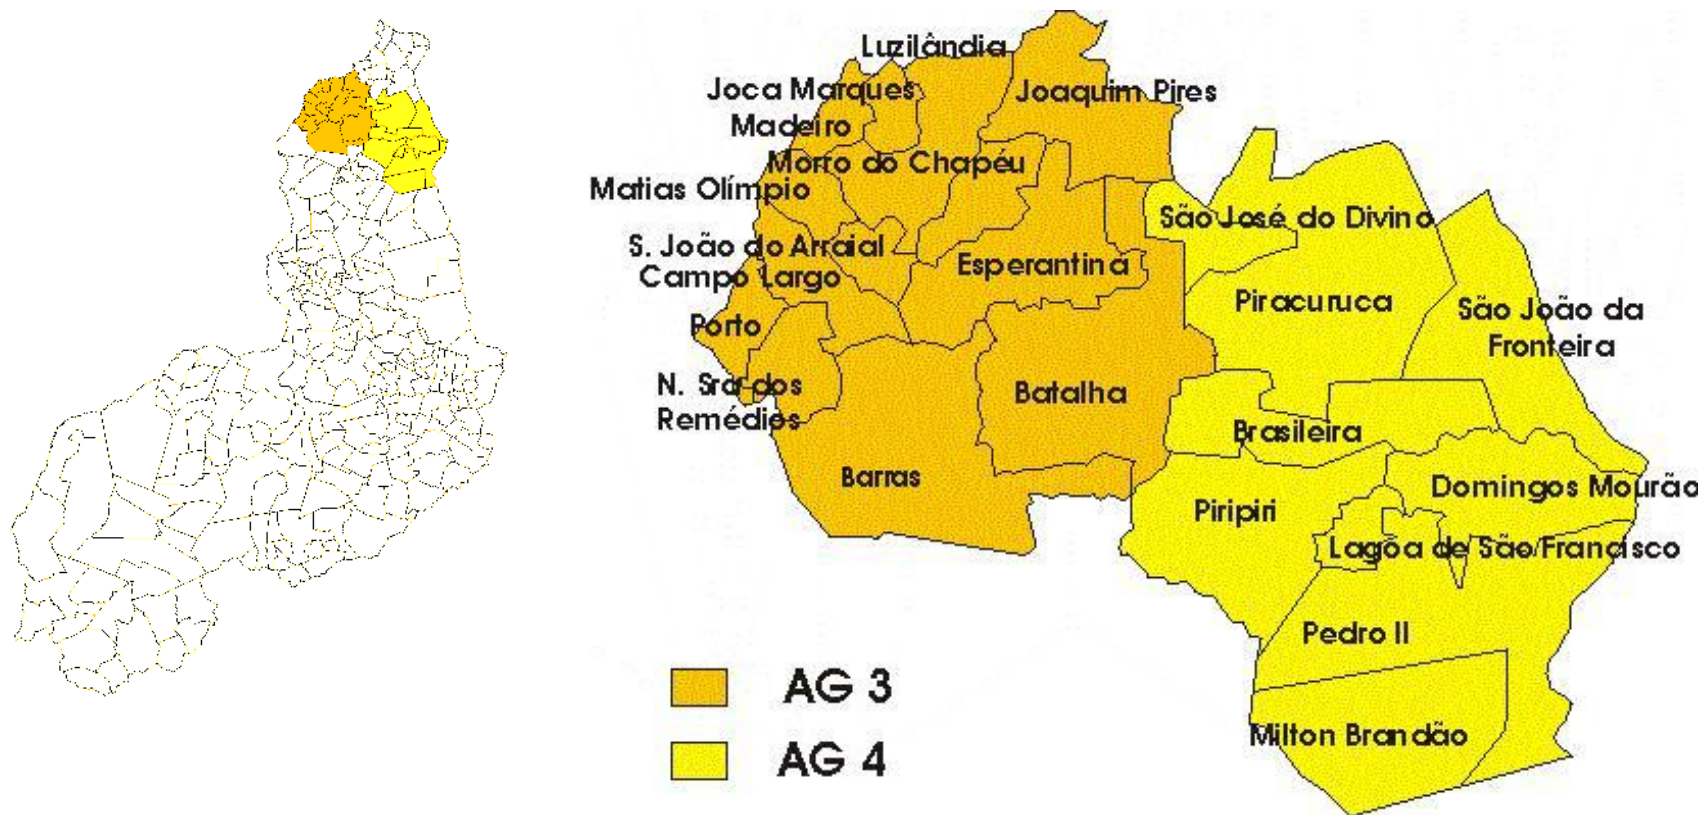 Luzilândia
Joca Marques
Joaquim Pires
Madeiro
Morro do Chapéu
Matias Olímpio
São José do Divino
S. João do Arraial
Esperantina
Campo Largo
Piracuruca
São João da
Fronteira
Porto
N. Sra dos
Remédios
Batalha
Brasileira
Barras
Domingos Mourão
Piripiri
Lagoa de São Francisco
Pedro II
Milton Brandão
AG 3
AG 4